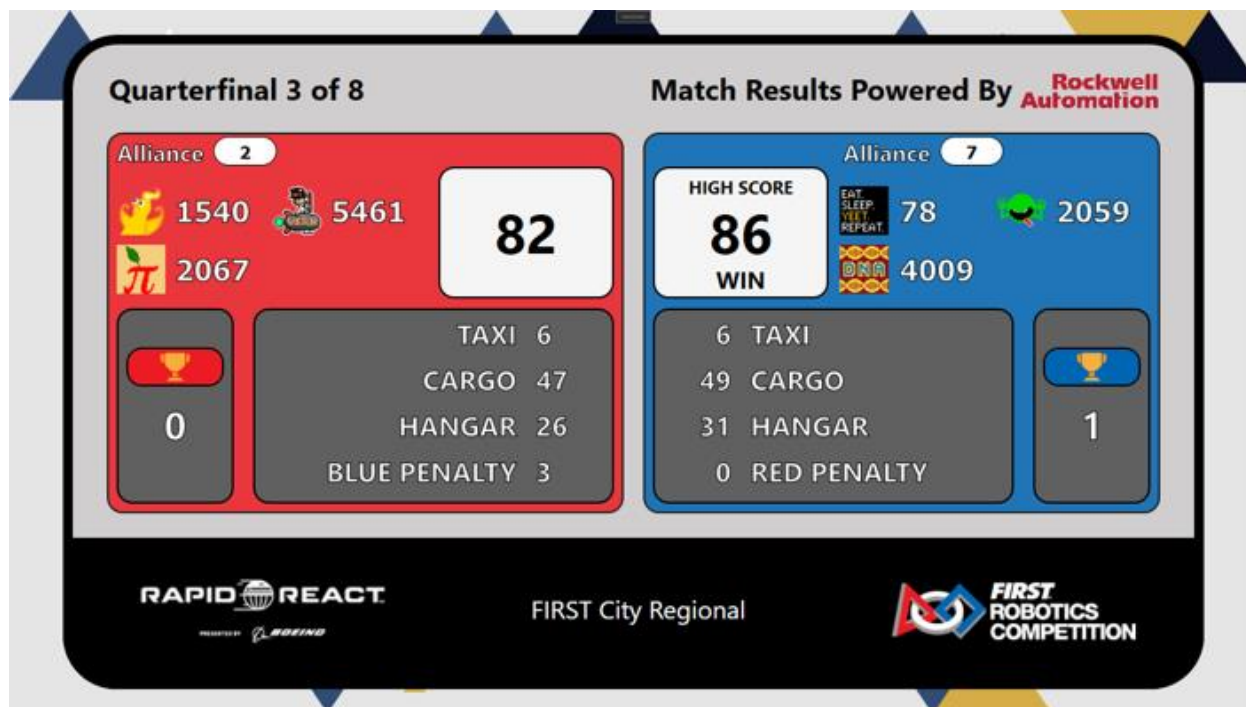 Quarterfinal 3 of 8
Match Results Powered By Rockwell Automation
Alliance 2
1540 5461
2067
82
TAXI 6
CARGO 47
HANGAR 26
BLUE PENALTY 3
0
Alliance 7
HIGH SCORE
86
WIN
EAT.
SLEEP.
YEET.
REPEAT.
78 2059
DNA 4009
6 TAXI
49 CARGO
31 HANGAR
0 RED PENALTY
1
RAPID REACT
PRESENTED BY BOEING
FIRST City Regional
FIRST
ROBOTICS
COMPETITION